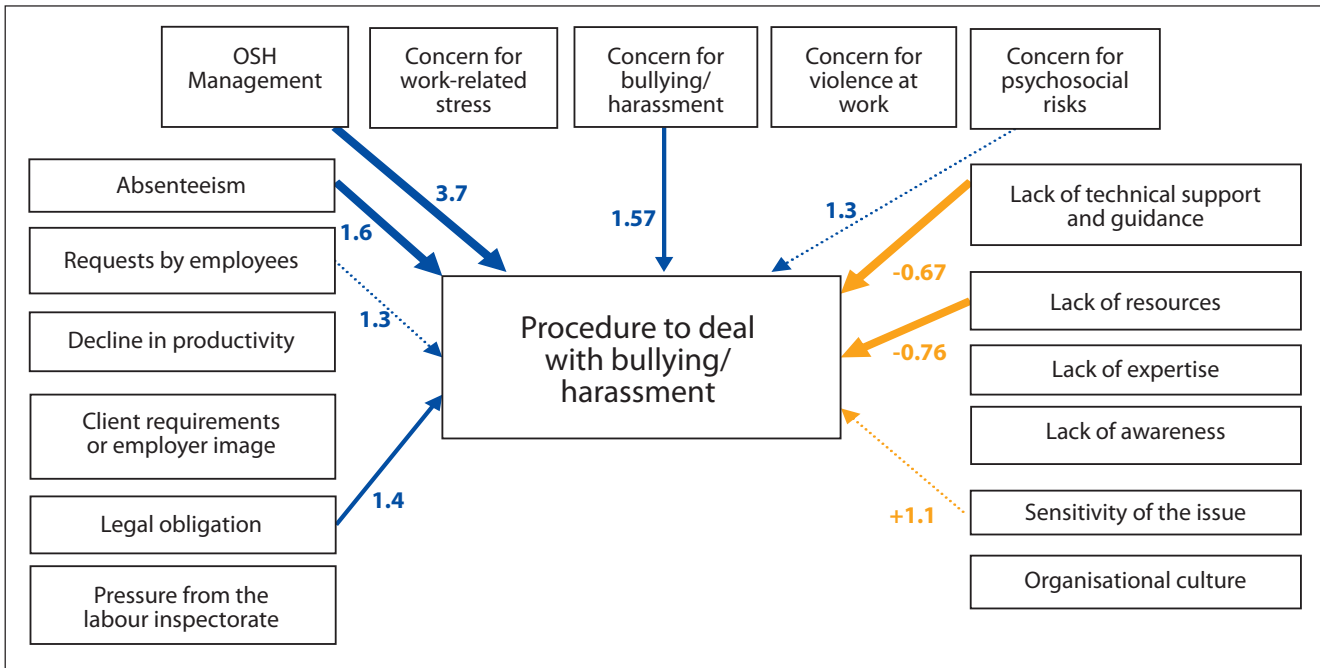 OSH
Management
Concern for
work-related
stress
Concern for
bullying/
harassment
Concern for
violence at
work
Concern for
psychosocial
risks
Absenteeism
Requests by employees
Decline in productivity
Client requirements
or employer image
Legal obligation
Pressure from the
labour inspectorate
3.7
1.6
1.57
1.3
1.3
1.4
Procedure to deal
with bullying/
harassment
-0.67
-0.76
+1.1
Lack of technical support
and guidance
Lack of resources
Lack of expertise
Lack of awareness
Sensitivity of the issue
Organisational culture